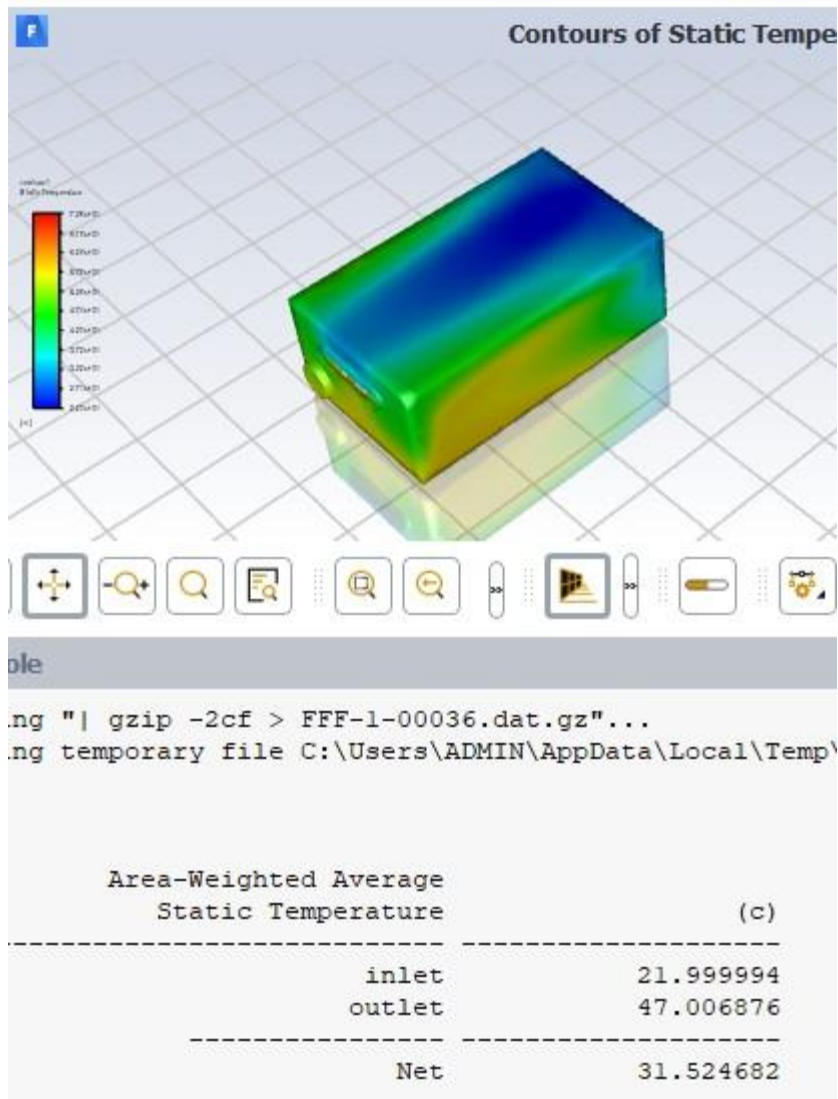 F
Contours of Static Tempe
ole
ng "| gzip -2cf > FFF-1-00036.dat.gz"...
ng temporary file C:\Users\ADMIN\AppData\Local\Temp\
Area-Weighted Average
Static Temperature (c)
-------------------------- --------------------
inlet 21.999994
outlet 47.006876
---------------- --------------------
Net 31.524682